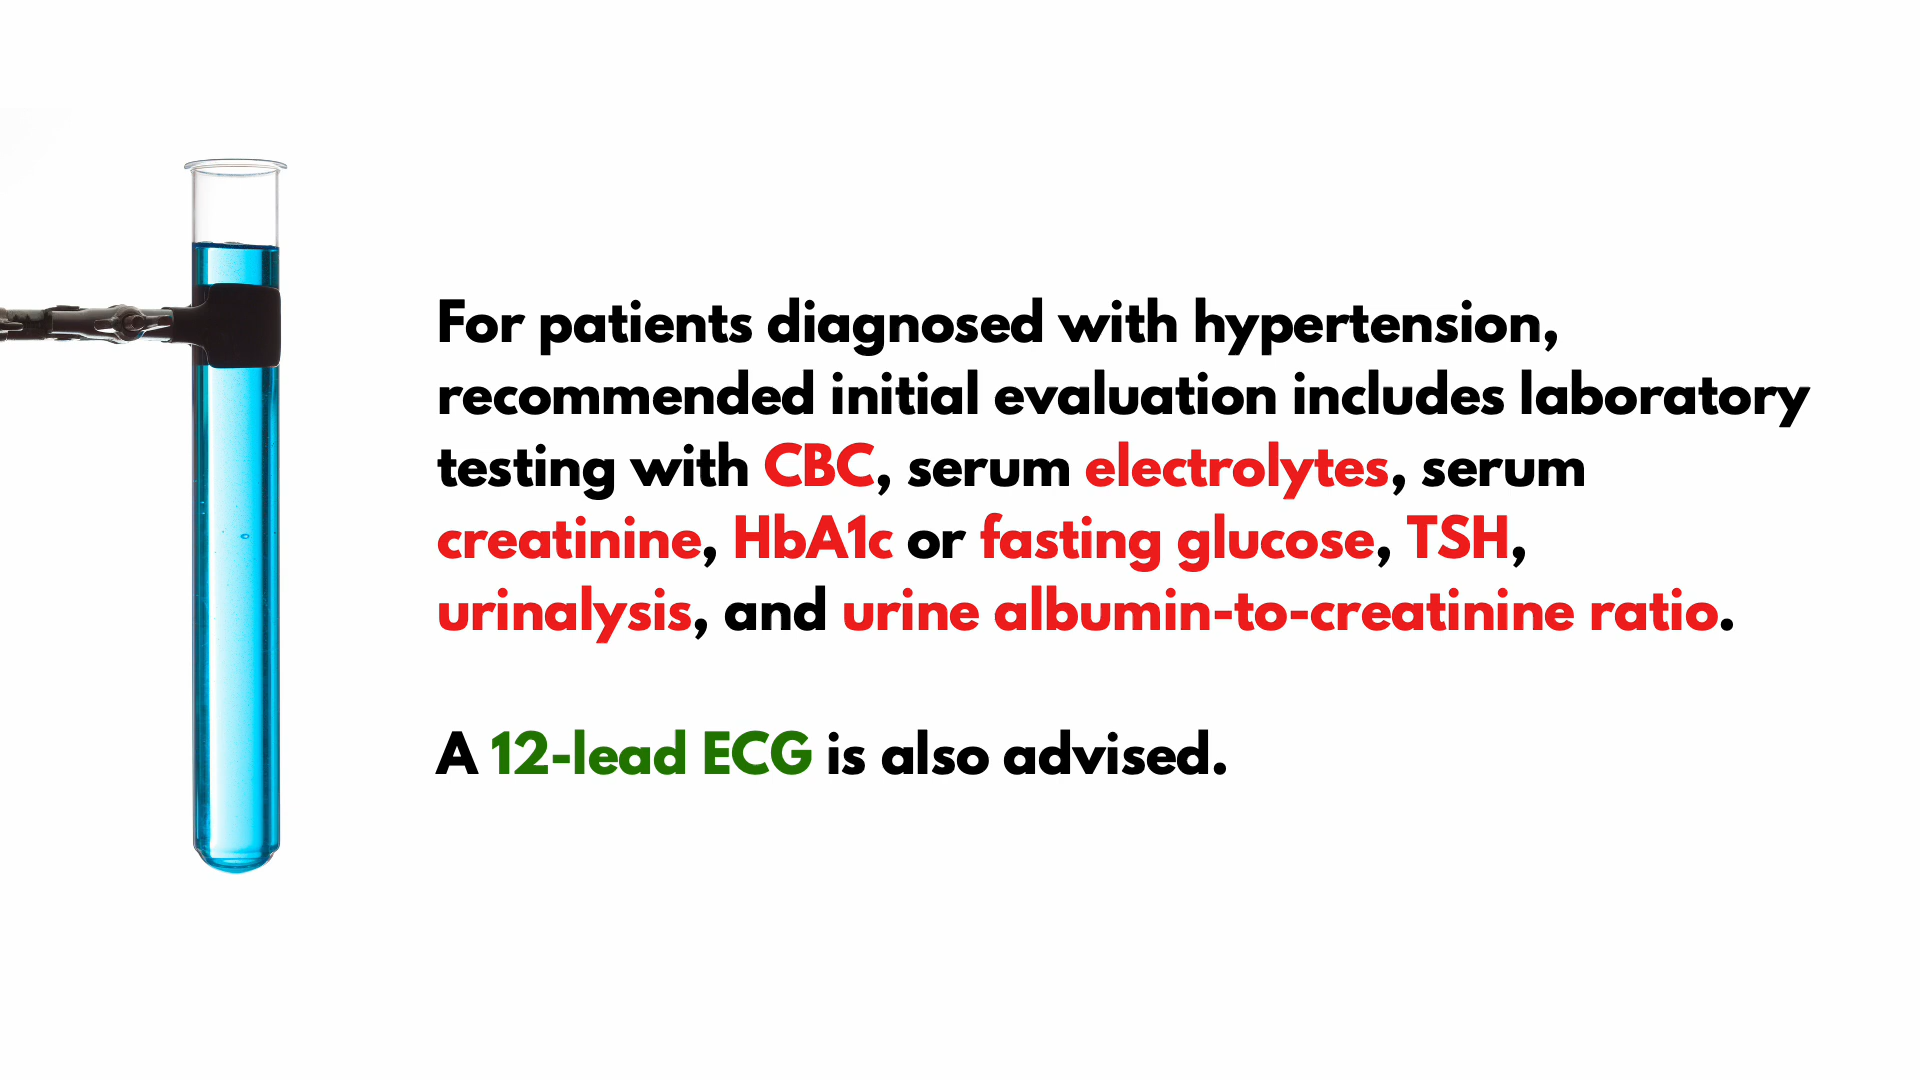 For patients diagnosed with hypertension,
recommended initial evaluation includes laboratory
testing with CBC, serum electrolytes, serum
creatinine, HbA1c or fasting glucose, TSH,
urinalysis, and urine albumin-to-creatinine ratio.
A 12-lead ECG is also advised.